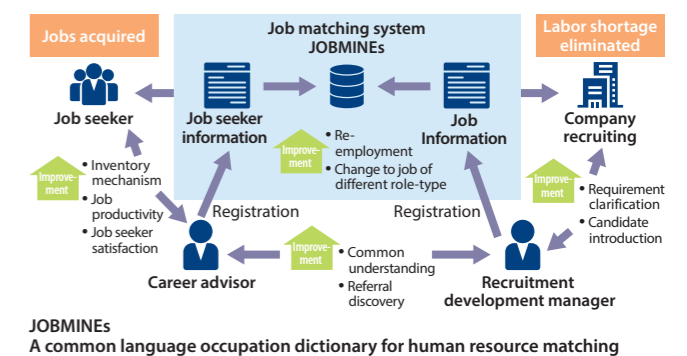 Jobs acquired
Job matching system
JOBMINEs
Labor shortage
eliminated
Job seeker
Job seeker
information
Job
Information
Company
recruiting
Improve-
ment
• Re-
employment
• Change to job of
different role-type
Improve-
ment
• Inventory
mechanism
• Job
productivity
• Job seeker
satisfaction
Improve-
ment
• Requirement
clarification
• Candidate
introduction
Registration
Registration
Improve-
ment
• Common
understanding
• Referral
discovery
Career advisor
Recruitment
development manager
JOBMINEs
A common language occupation dictionary for human resource matching